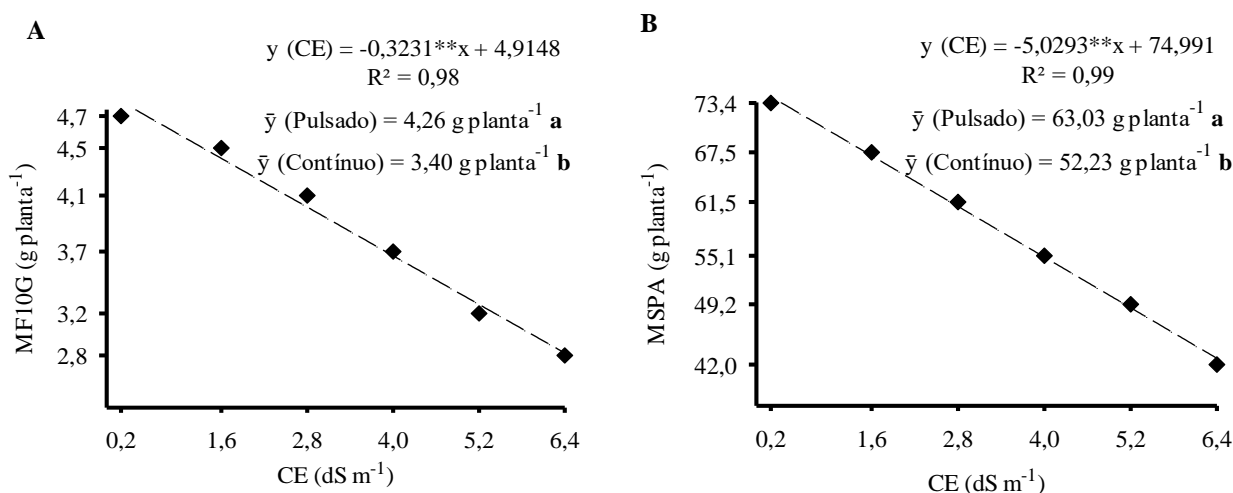 A
y (CE) = -0,3231**x + 4,9148
R² = 0,98
ȳ (Pulsado) = 4,26 g planta⁻¹ a
ȳ (Contínuo) = 3,40 g planta⁻¹ b
MF10G (g planta⁻¹)
4,7
4,5
4,1
3,7
3,2
2,8
0,2 1,6 2,8 4,0 5,2 6,4
CE (dS m⁻¹)
B
y (CE) = -5,0293**x + 74,991
R² = 0,99
ȳ (Pulsado) = 63,03 g planta⁻¹ a
ȳ (Contínuo) = 52,23 g planta⁻¹ b
MSPA (g planta⁻¹)
73,4
67,5
61,5
55,1
49,2
42,0
0,2 1,6 2,8 4,0 5,2 6,4
CE (dS m⁻¹)